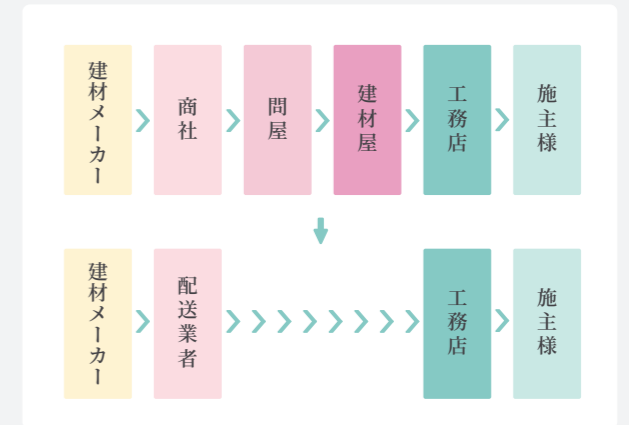 建材メーカー
商社
問屋
建材屋
工務店
施主様
建材メーカー
配送業者
工務店
施主様